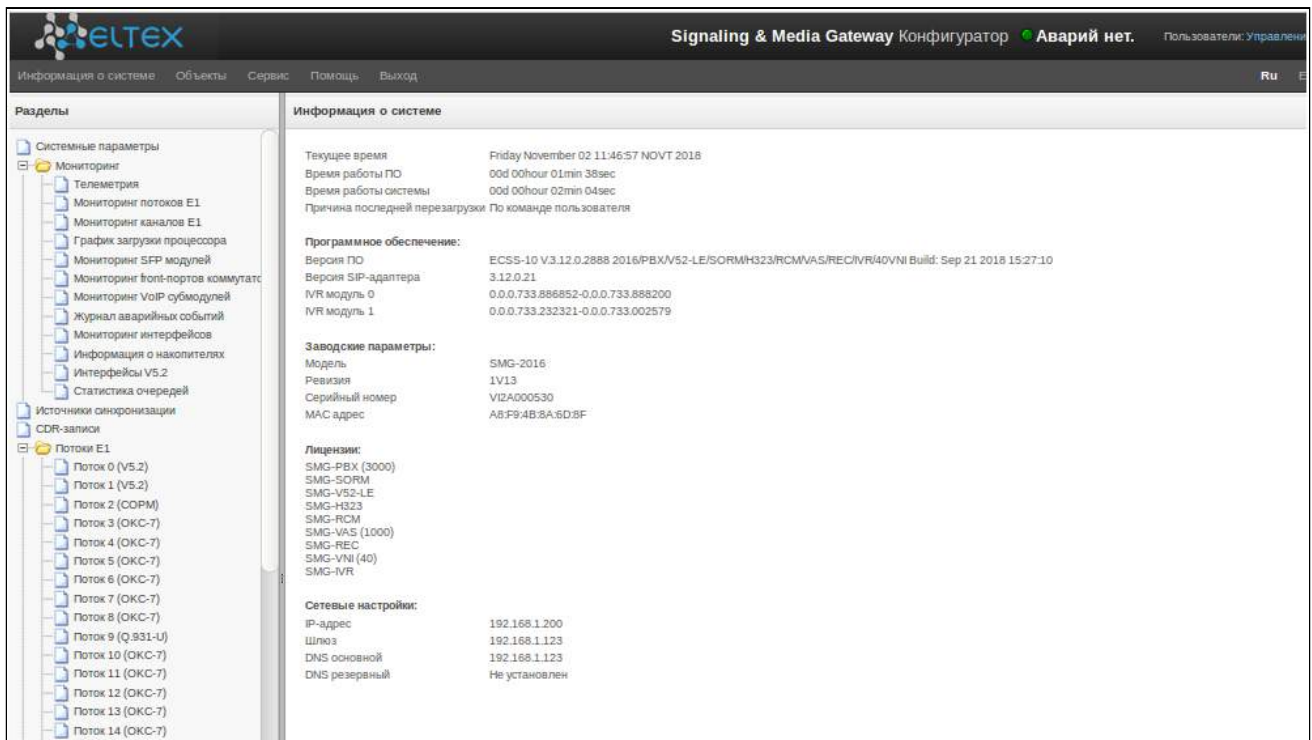 ELTEX
Signaling & Media Gateway Конфигуратор Аварий нет. Пользователи: Управлени
Информация о системе Объекты Сервис Помощь Выход Ru E
Разделы
Системные параметры
Мониторинг
Телеметрия
Мониторинг потоков E1
Мониторинг каналов E1
График загрузки процессора
Мониторинг SFP модулей
Мониторинг front-портов коммутатс
Мониторинг VoIP субмодулей
Журнал аварийных событий
Мониторинг интерфейсов
Информация о накопителях
Интерфейсы V5.2
Статистика очередей
Источники синхронизации
CDR-записи
Потоки E1
Поток 0 (V5.2)
Поток 1 (V5.2)
Поток 2 (СОРМ)
Поток 3 (ОКС-7)
Поток 4 (ОКС-7)
Поток 5 (ОКС-7)
Поток 6 (ОКС-7)
Поток 7 (ОКС-7)
Поток 8 (ОКС-7)
Поток 9 (Q.931-U)
Поток 10 (ОКС-7)
Поток 11 (ОКС-7)
Поток 12 (ОКС-7)
Поток 13 (ОКС-7)
Поток 14 (ОКС-7)
Информация о системе
Текущее время Friday November 02 11:46:57 NOVT 2018
Время работы ПО 00d 00hour 01min 38sec
Время работы системы 00d 00hour 02min 04sec
Причина последней перезагрузки По команде пользователя
Программное обеспечение:
Версия ПО ECSS-10 V.3.12.0.2888 2016/PBX/V52-LE/SORM/H323/RCM/VAS/REC/IVR/40VNI Build: Sep 21 2018 15:27:10
Версия SIP-адаптера 3.12.0.21
IVR модуль 0 0.0.0.733.886852-0.0.0.733.888200
IVR модуль 1 0.0.0.733.232321-0.0.0.733.002579
Заводские параметры:
Модель SMG-2016
Ревизия 1V13
Серийный номер VI2A000530
MAC адрес A8:F9:4B:8A:6D:8F
Лицензии:
SMG-PBX (3000)
SMG-SORM
SMG-V52-LE
SMG-H323
SMG-RCM
SMG-VAS (1000)
SMG-REC
SMG-VNI (40)
SMG-IVR
Сетевые настройки:
IP-адрес 192.168.1.200
Шлюз 192.168.1.123
DNS основной 192.168.1.123
DNS резервный Не установлен